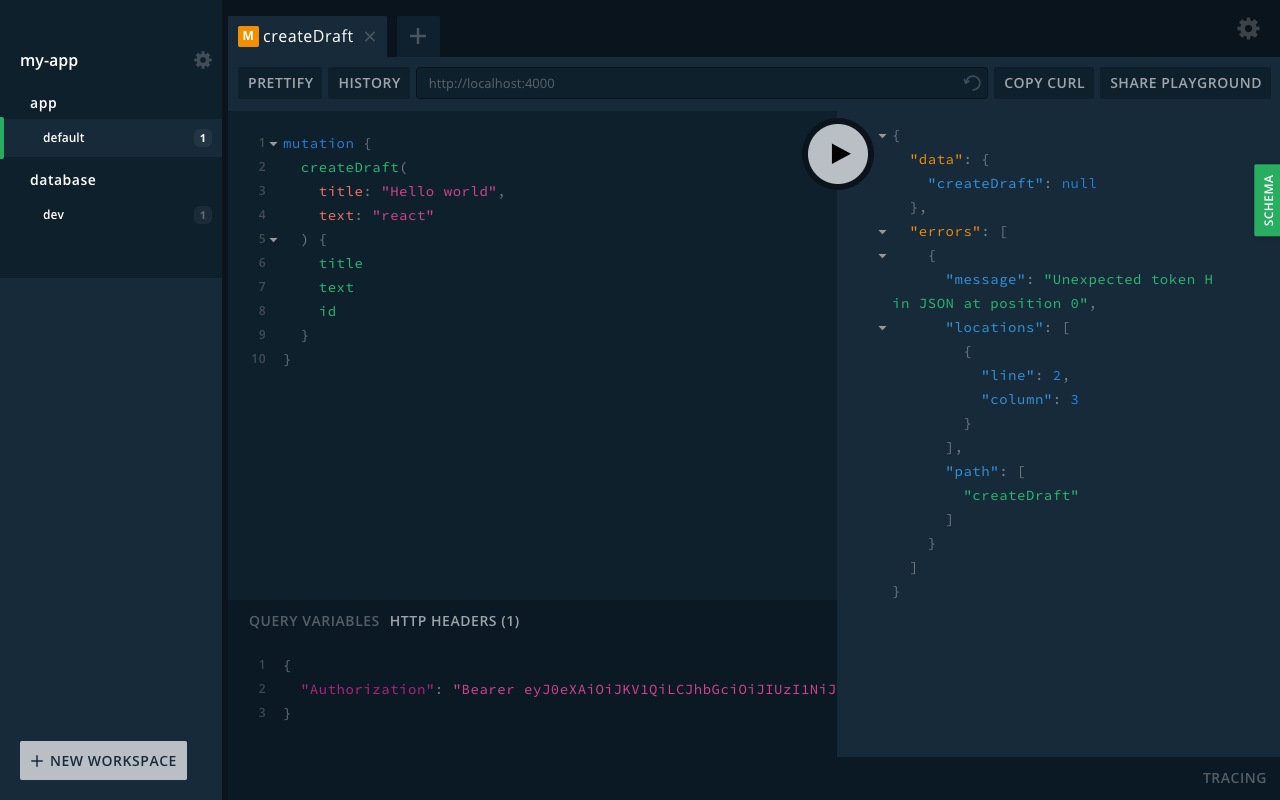 my-app
app
default 1
database
dev 1
+ NEW WORKSPACE
M createDraft × +
PRETTIFY HISTORY http://localhost:4000 COPY CURL SHARE PLAYGROUND
1 mutation {
2 createDraft(
3 title: "Hello world",
4 text: "react"
5 ) {
6 title
7 text
8 id
9 }
10 }
QUERY VARIABLES HTTP HEADERS (1)
1 {
2 "Authorization": "Bearer eyJ0eXAiOiJKV1QiLCJhbGciOiJIUzI1NiJ
3 }
{
"data": {
"createDraft": null
},
"errors": [
{
"message": "Unexpected token H
in JSON at position 0",
"locations": [
{
"line": 2,
"column": 3
}
],
"path": [
"createDraft"
]
}
]
}
SCHEMA
TRACING